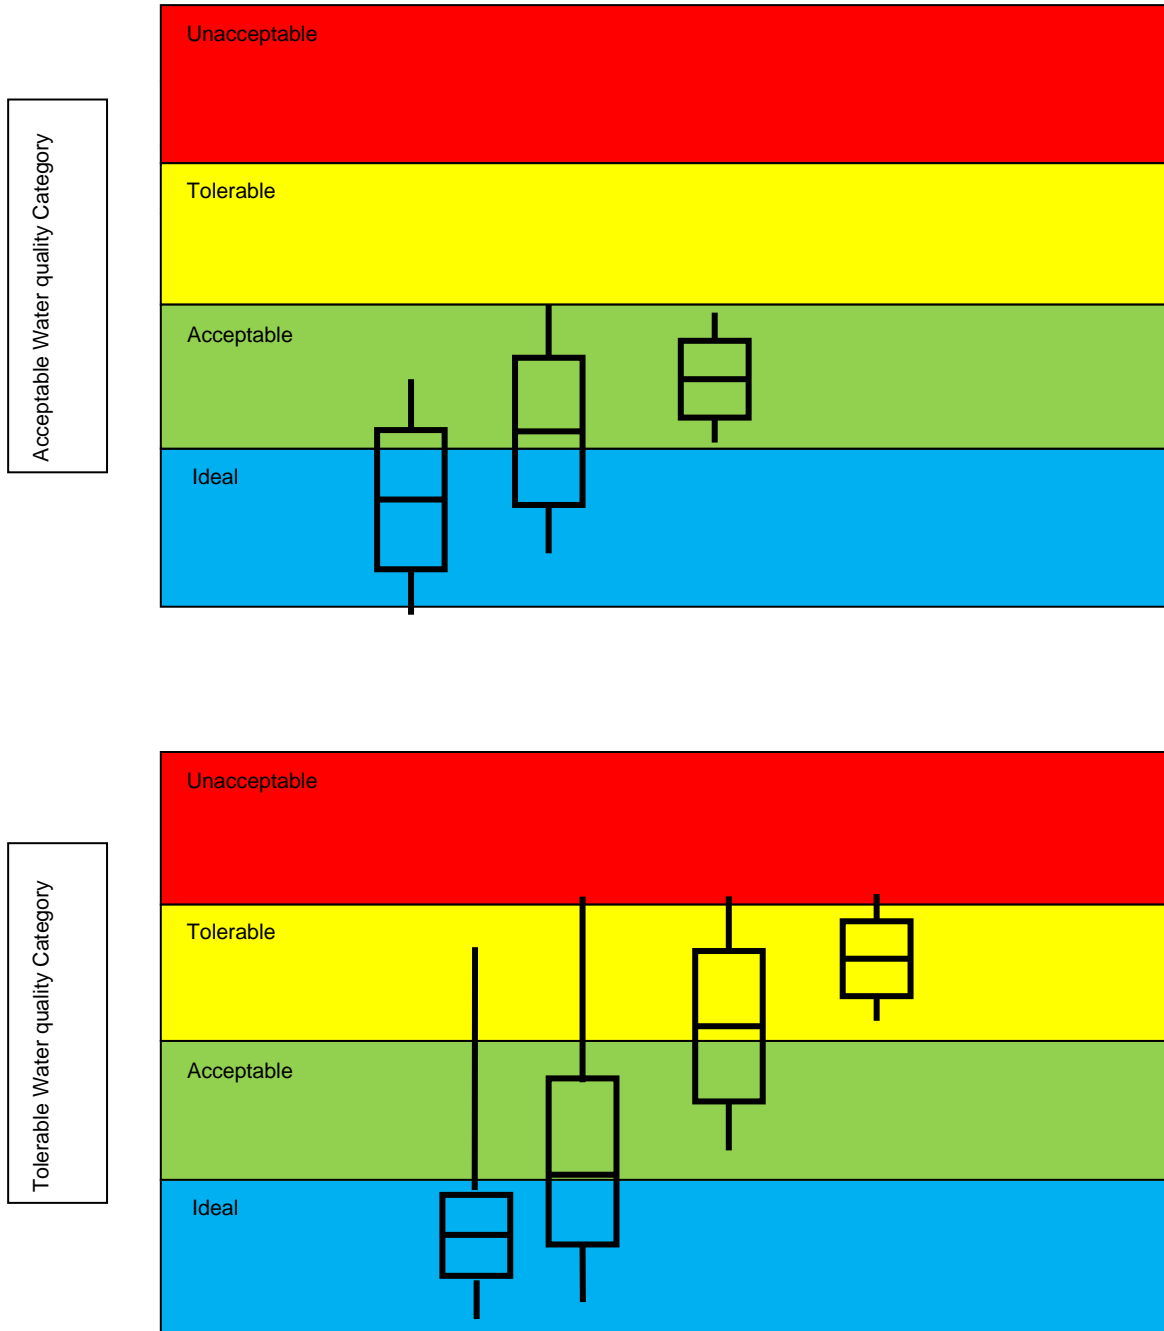 Acceptable Water quality Category
Unacceptable
Tolerable
Acceptable
Ideal
Tolerable Water quality Category
Unacceptable
Tolerable
Acceptable
Ideal